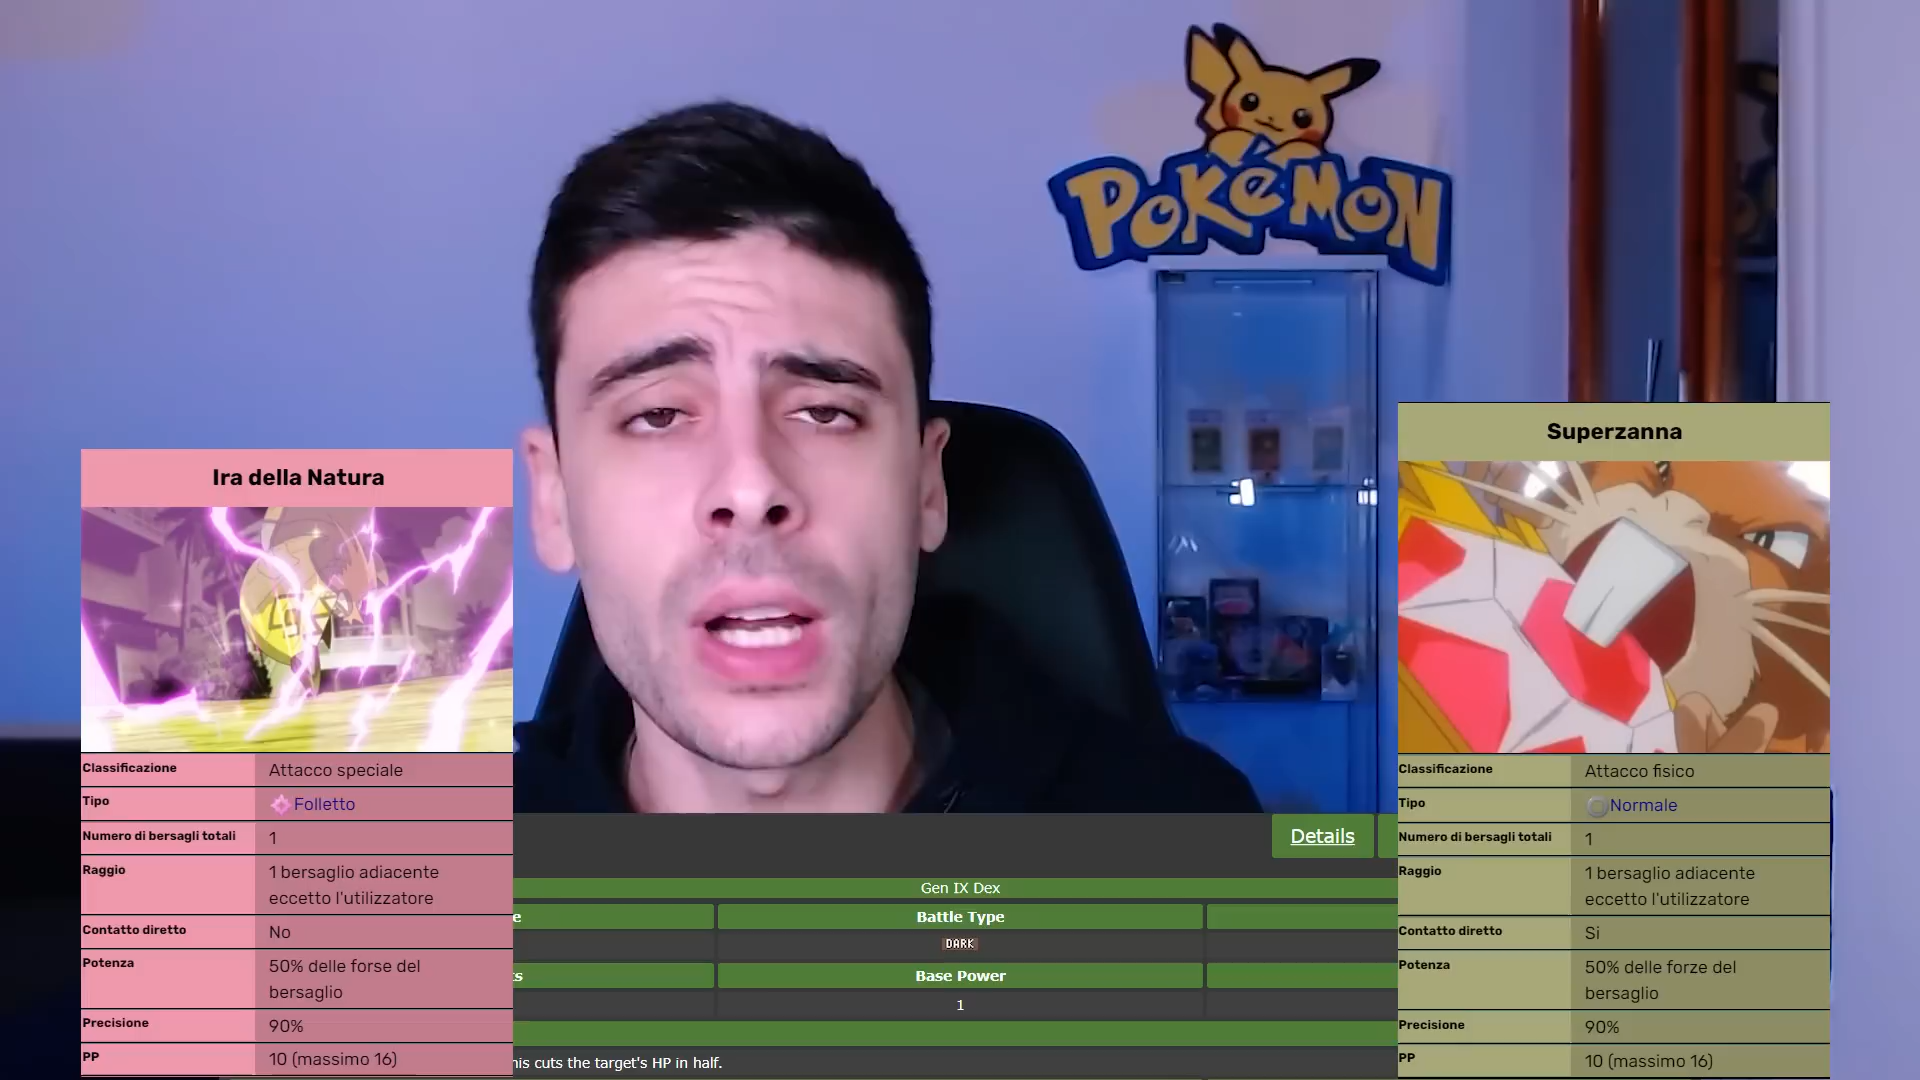 POKéMON
Ira della Natura
Classificazione Attacco speciale
Tipo Folletto
Numero di bersagli totali 1
Raggio 1 bersaglio adiacente
eccetto l'utilizzatore
Contatto diretto No
Potenza 50% delle forse del
bersaglio
Precisione 90%
PP 10 (massimo 16)
Details
Gen IX Dex
Battle Type
DARK
Base Power
1
cuts the target's HP in half.
Superzanna
Classificazione Attacco fisico
Tipo Normale
Numero di bersagli totali 1
Raggio 1 bersaglio adiacente
eccetto l'utilizzatore
Contatto diretto Si
Potenza 50% delle forze del
bersaglio
Precisione 90%
PP 10 (massimo 16)